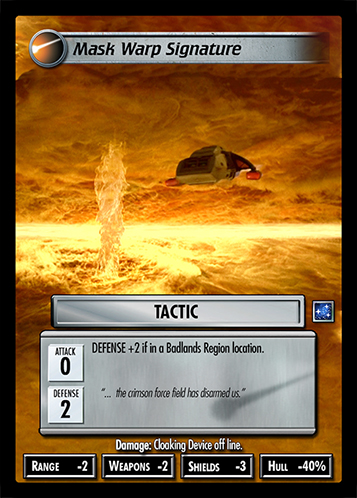 Mask Warp Signature
TACTIC
ATTACK
0
DEFENSE
2
DEFENSE +2 if in a Badlands Region location.
"... the crimson force field has disarmed us."
Damage: Cloaking Device off line.
RANGE -2 WEAPONS -2 SHIELDS -3 HULL -40%